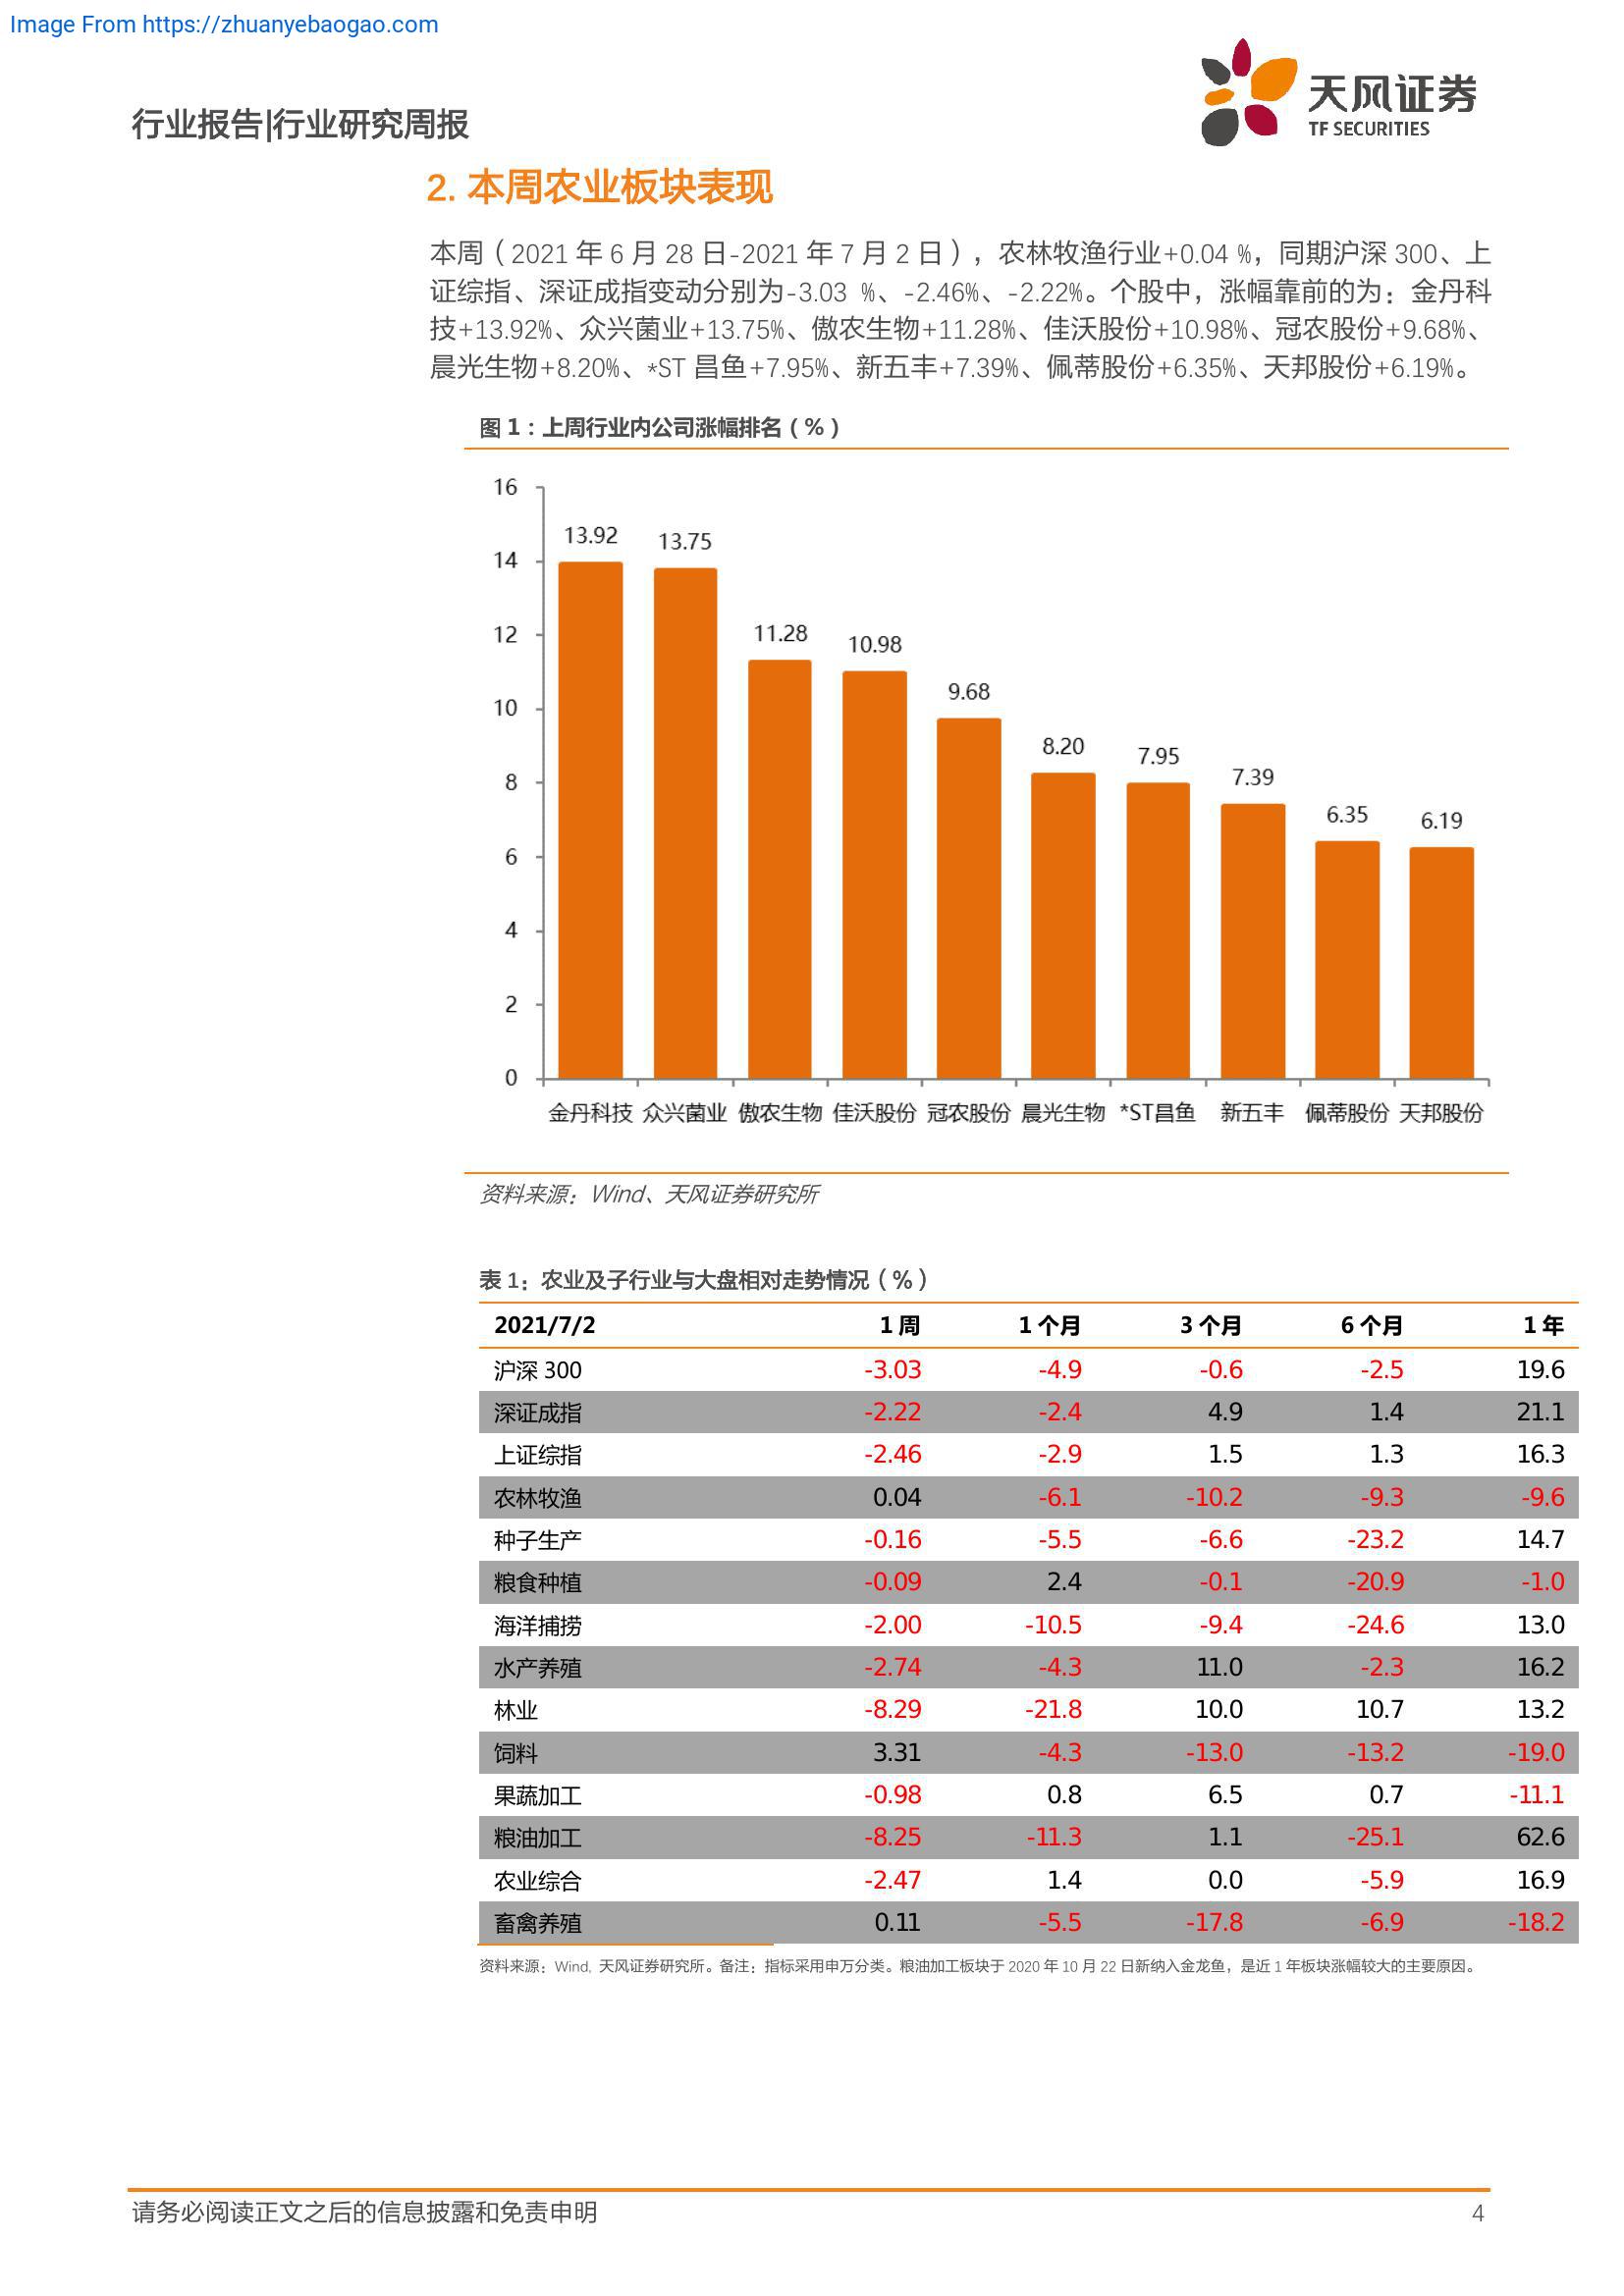 Image From https://zhuanyebaogao.com
天风证券
TF SECURITIES
行业报告|行业研究周报
2. 本周农业板块表现
本周（2021 年 6 月 28 日-2021 年 7 月 2 日），农林牧渔行业+0.04 %，同期沪深 300、上
证综指、深证成指变动分别为-3.03 %、-2.46%、-2.22%。个股中，涨幅靠前的为：金丹科
技+13.92%、众兴菌业+13.75%、傲农生物+11.28%、佳沃股份+10.98%、冠农股份+9.68%、
晨光生物+8.20%、*ST 昌鱼+7.95%、新五丰+7.39%、佩蒂股份+6.35%、天邦股份+6.19%。
图 1：上周行业内公司涨幅排名（%）
16
14
12
10
8
6
4
2
0
13.92 13.75 11.28 10.98 9.68 8.20 7.95 7.39 6.35 6.19
金丹科技 众兴菌业 傲农生物 佳沃股份 冠农股份 晨光生物 *ST昌鱼 新五丰 佩蒂股份 天邦股份
资料来源：Wind、天风证券研究所
表 1：农业及子行业与大盘相对走势情况（%）
2021/7/2 1 周 1 个月 3 个月 6 个月 1 年
沪深 300 -3.03 -4.9 -0.6 -2.5 19.6
深证成指 -2.22 -2.4 4.9 1.4 21.1
上证综指 -2.46 -2.9 1.5 1.3 16.3
农林牧渔 0.04 -6.1 -10.2 -9.3 -9.6
种子生产 -0.16 -5.5 -6.6 -23.2 14.7
粮食种植 -0.09 2.4 -0.1 -20.9 -1.0
海洋捕捞 -2.00 -10.5 -9.4 -24.6 13.0
水产养殖 -2.74 -4.3 11.0 -2.3 16.2
林业 -8.29 -21.8 10.0 10.7 13.2
饲料 3.31 -4.3 -13.0 -13.2 -19.0
果蔬加工 -0.98 0.8 6.5 0.7 -11.1
粮油加工 -8.25 -11.3 1.1 -25.1 62.6
农业综合 -2.47 1.4 0.0 -5.9 16.9
畜禽养殖 0.11 -5.5 -17.8 -6.9 -18.2
资料来源：Wind, 天风证券研究所。备注：指标采用申万分类。粮油加工板块于 2020 年 10 月 22 日新纳入金龙鱼，是近 1 年板块涨幅较大的主要原因。
请务必阅读正文之后的信息披露和免责申明 4